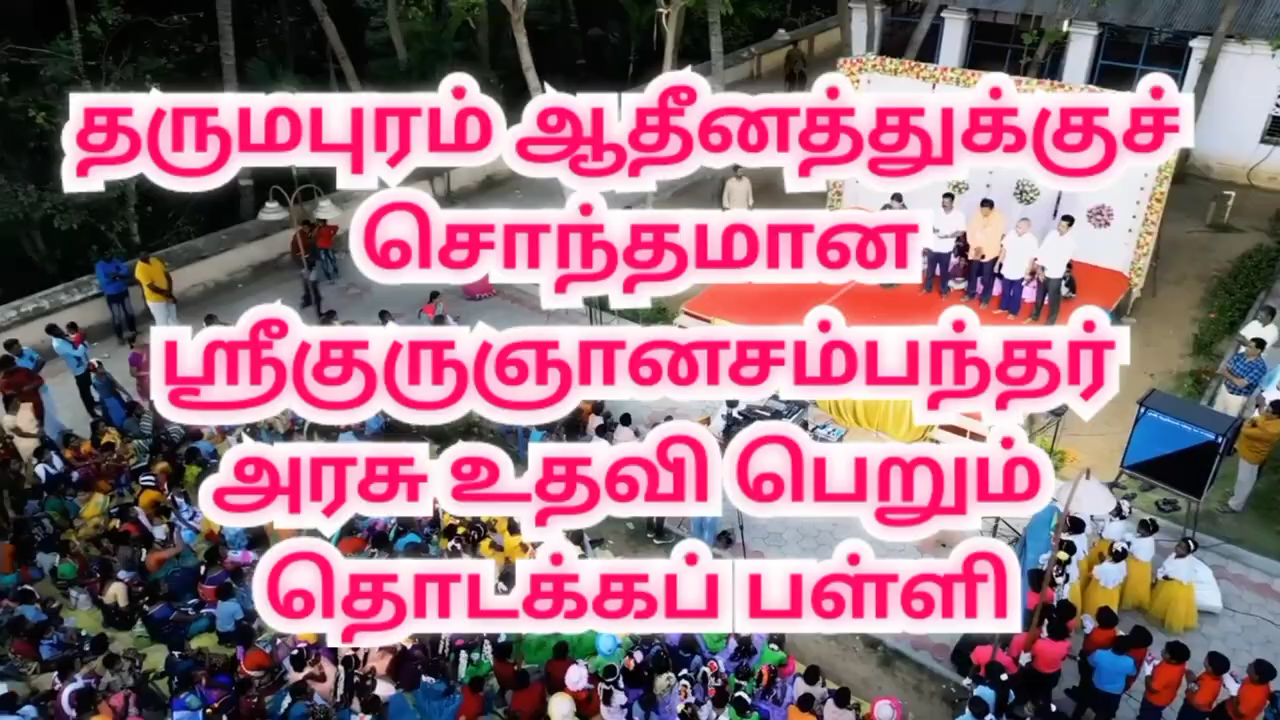 தருமபுரம் ஆதீனத்துக்குச்
சொந்தமான
ஸ்ரீகுருஞானசம்பந்தர்
அரசு உதவி பெறும்
தொடக்கப் பள்ளி